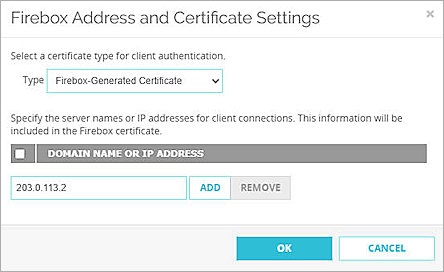 Firebox Address and Certificate Settings ×
Select a certificate type for client authentication.
Type Firebox-Generated Certificate
Specify the server names or IP addresses for client connections. This information will
be included in the Firebox certificate.
DOMAIN NAME OR IP ADDRESS
203.0.113.2 ADD REMOVE
OK CANCEL